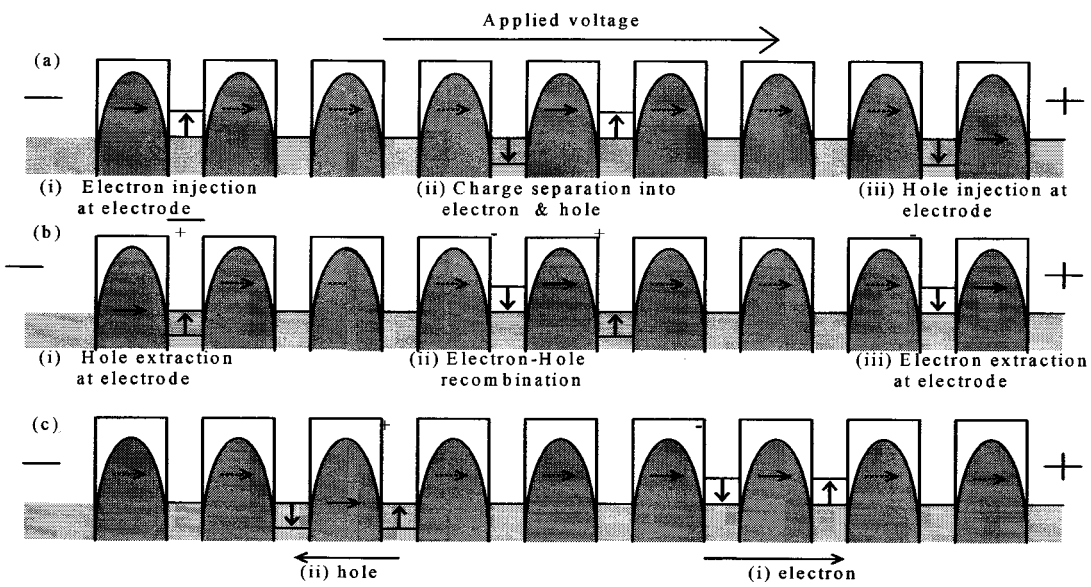 Applied voltage
(a)
− +
(i) Electron injection at electrode
(ii) Charge separation into electron & hole
(iii) Hole injection at electrode
(b)
+ - + -
− +
(i) Hole extraction at electrode
(ii) Electron-Hole recombination
(iii) Electron extraction at electrode
(c)
+ -
− +
(ii) hole
(i) electron